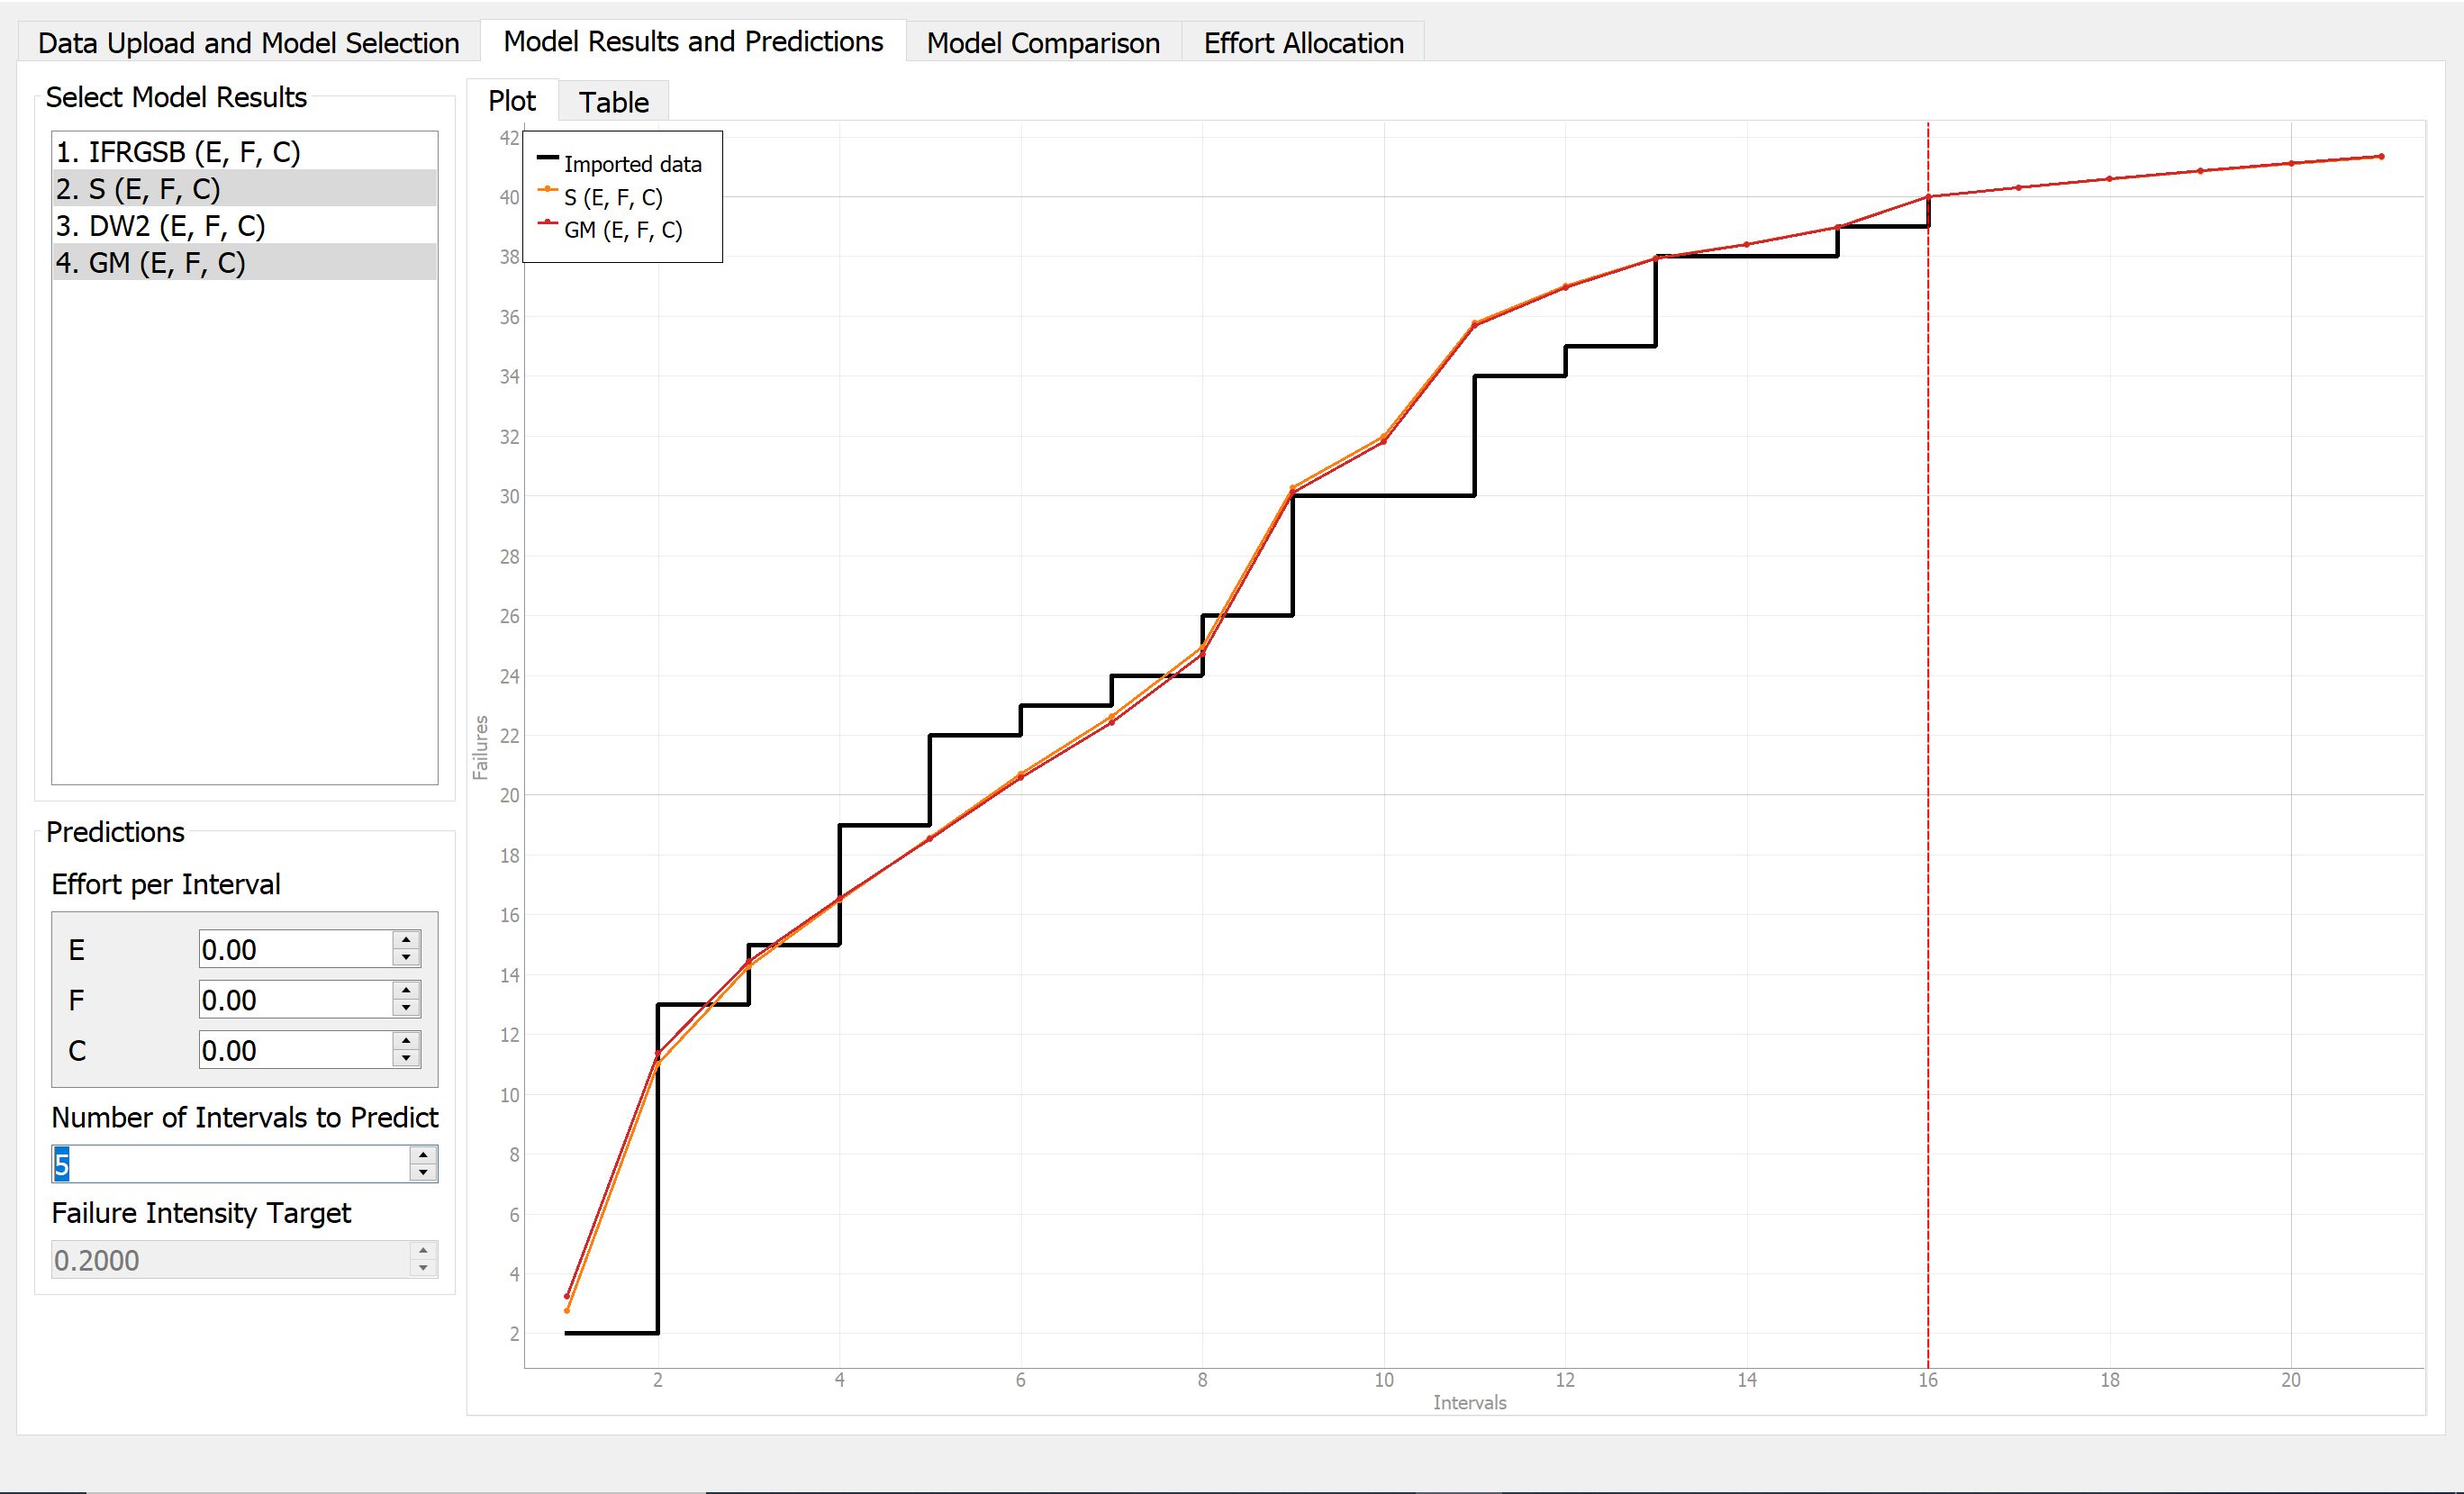 Data Upload and Model Selection
Model Results and Predictions
Model Comparison
Effort Allocation
Select Model Results
1. IFRGSB (E, F, C)
2. S (E, F, C)
3. DW2 (E, F, C)
4. GM (E, F, C)
Predictions
Effort per Interval
E 0.00
F 0.00
C 0.00
Number of Intervals to Predict
5
Failure Intensity Target
0.2000
Plot
Table
Imported data
S (E, F, C)
GM (E, F, C)
42
40
38
36
34
32
30
28
26
24
22
20
18
16
14
12
10
8
6
4
2
Failures
2 4 6 8 10 12 14 16 18 20
Intervals